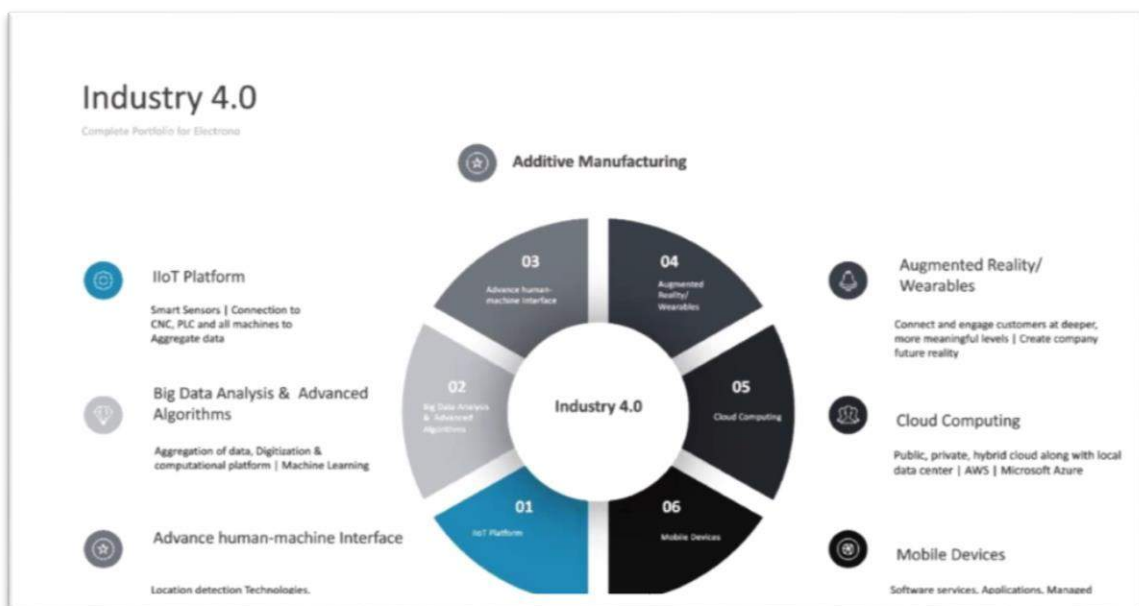 Industry 4.0
Complete Portfolio for Electrono
Additive Manufacturing
IIoT Platform
Smart Sensors | Connection to
CNC, PLC and all machines to
Aggregate data
Big Data Analysis & Advanced
Algorithms
Aggregation of data, Digitization &
computational platform | Machine Learning
Advance human-machine Interface
Location detection Technologies,
03
Advance human-
machine Interface
04
Augmented
Reality/
Wearables
02
Big Data Analysis
& Advanced
Algorithms
Industry 4.0
05
Cloud Computing
01
IIoT Platform
06
Mobile Devices
Augmented Reality/
Wearables
Connect and engage customers at deeper,
more meaningful levels | Create company
future reality
Cloud Computing
Public, private, hybrid cloud along with local
data center | AWS | Microsoft Azure
Mobile Devices
Software services, Applications, Managed